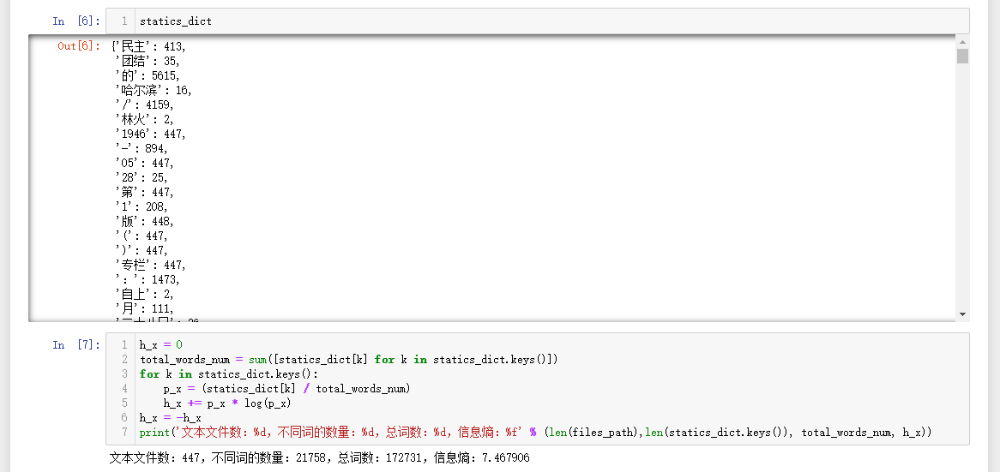 In [6]: 1 statics_dict
Out[6]: {'民主': 413,
'团结': 35,
'的': 5615,
'哈尔滨': 16,
'/': 4159,
'林火': 2,
'1946': 447,
'-': 894,
'05': 447,
'28': 25,
'第': 447,
'1': 208,
'版': 448,
'(': 447,
')': 447,
'专栏': 447,
'：': 1473,
'自上': 2,
'月': 111,
In [7]: 1 h_x = 0
2 total_words_num = sum([statics_dict[k] for k in statics_dict.keys()])
3 for k in statics_dict.keys():
4 p_x = (statics_dict[k] / total_words_num)
5 h_x += p_x * log(p_x)
6 h_x = -h_x
7 print('文本文件数：%d，不同词的数量：%d，总词数：%d，信息熵：%f' % (len(files_path),len(statics_dict.keys()), total_words_num, h_x))
文本文件数：447，不同词的数量：21758，总词数：172731，信息熵：7.467906